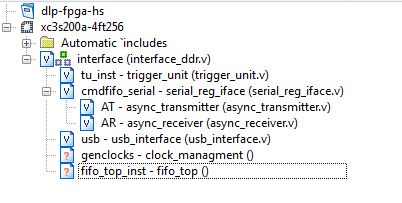 dlp-fpga-hs
xc3s200a-4ft256
Automatic `includes
interface (interface_ddr.v)
tu_inst - trigger_unit (trigger_unit.v)
cmdfifo_serial - serial_reg_iface (serial_reg_iface.v)
AT - async_transmitter (async_transmitter.v)
AR - async_receiver (async_receiver.v)
usb - usb_interface (usb_interface.v)
genclocks - clock_managment ()
fifo_top_inst - fifo_top ()